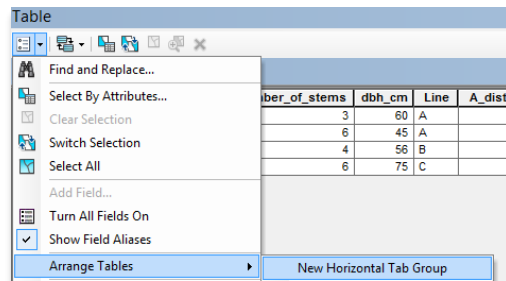 Table
Find and Replace...
Select By Attributes...
Clear Selection
Switch Selection
Select All
Add Field...
Turn All Fields On
Show Field Aliases
Arrange Tables
New Horizontal Tab Group
ber_of_stems dbh_cm Line A_dist
3 60 A
6 45 A
4 56 B
6 75 C